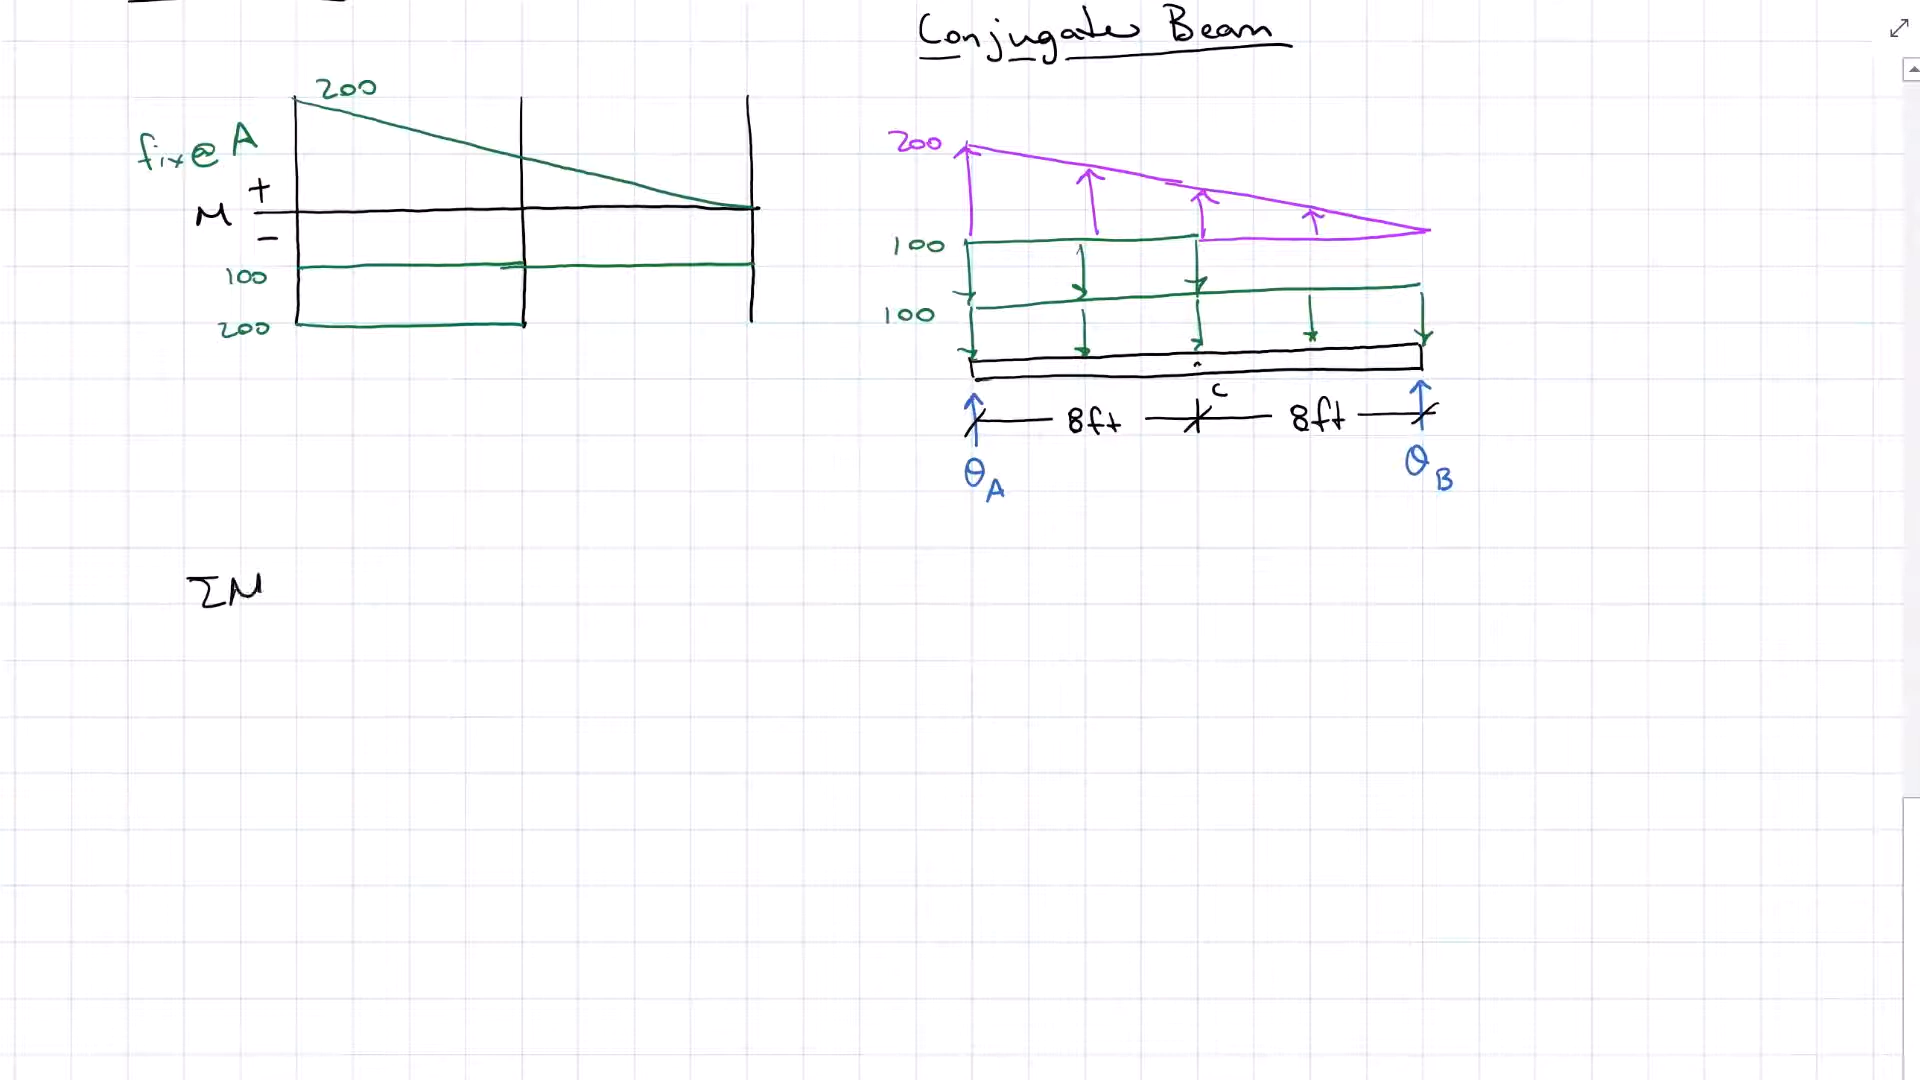 Conjugate Beam
200
fix@ A
+
M
-
100
200
200
100
100
C
8ft 8ft
θA θB
ΣM